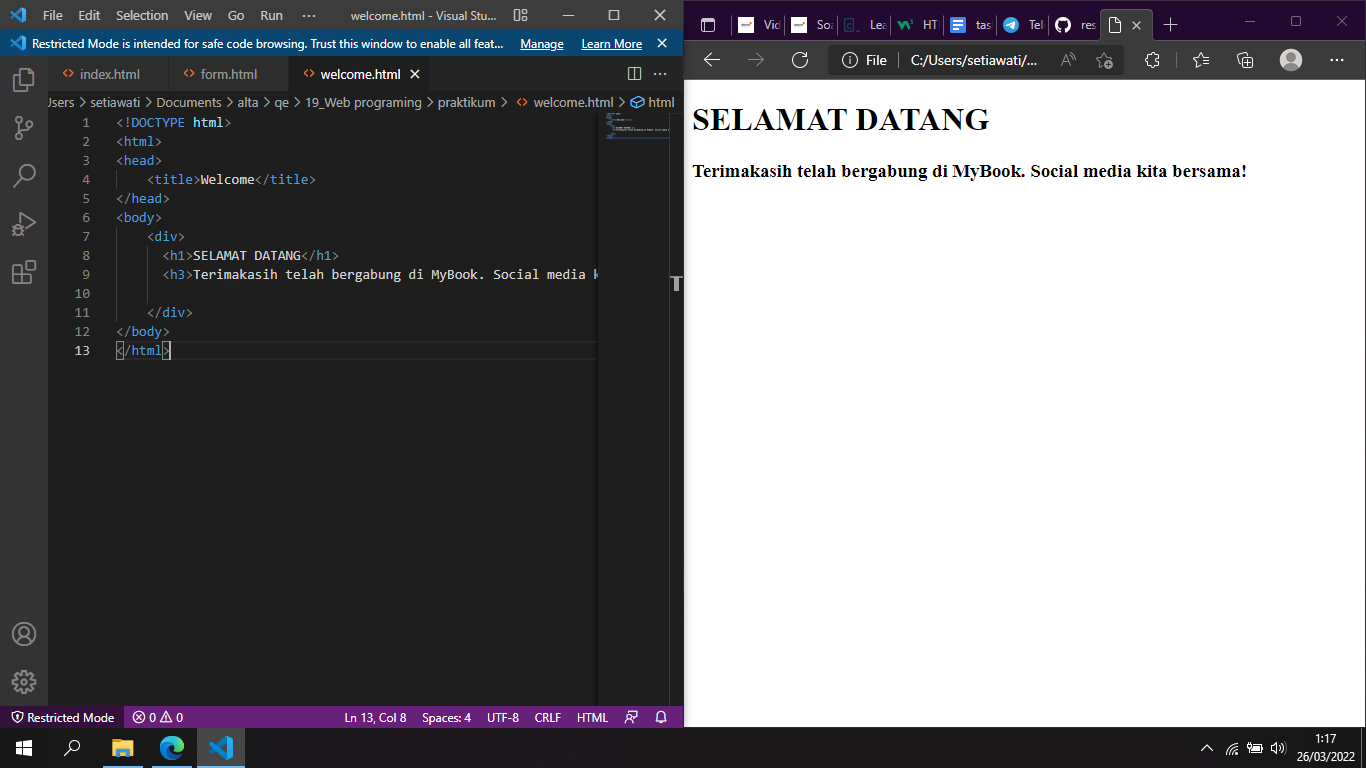 File Edit Selection View Go Run ··· welcome.html - Visual Stu...
Restricted Mode is intended for safe code browsing. Trust this window to enable all feat... Manage Learn More
index.html form.html welcome.html
Users > setiawati > Documents > alta > qe > 19_Web programing > praktikum > welcome.html > html
1 <!DOCTYPE html>
2 <html>
3 <head>
4 <title>Welcome</title>
5 </head>
6 <body>
7 <div>
8 <h1>SELAMAT DATANG</h1>
9 <h3>Terimakasih telah bergabung di MyBook. Social media k
10
11 </div>
12 </body>
13 </html>
Restricted Mode 0 0 Ln 13, Col 8 Spaces: 4 UTF-8 CRLF HTML
Vid So Lea HT tas Tel res
File C:/Users/setiawati/...
SELAMAT DATANG
Terimakasih telah bergabung di MyBook. Social media kita bersama!
1:17
26/03/2022